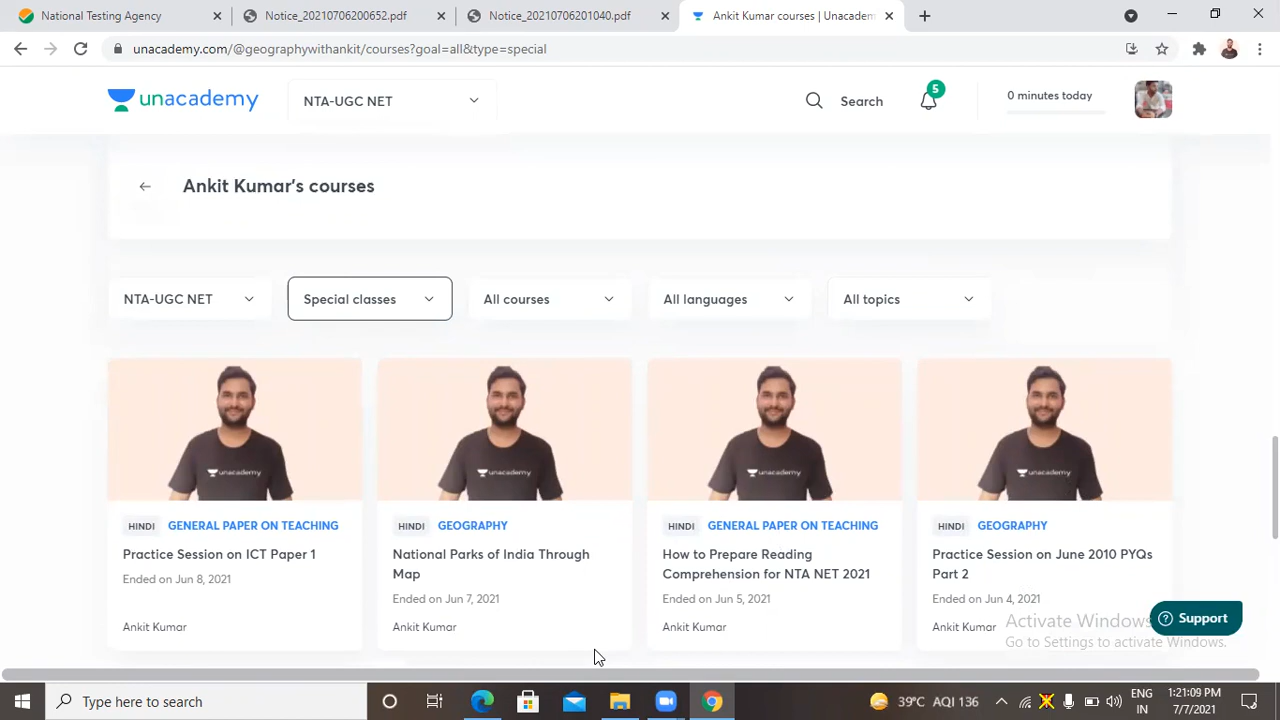 National Testing Agency
Notice_20210706200652.pdf
Notice_20210706201040.pdf
Ankit Kumar courses | Unacadem
unacademy.com/@geographywithankit/courses?goal=all&type=special
unacademy
NTA-UGC NET
Search
5
0 minutes today
Ankit Kumar's courses
NTA-UGC NET
Special classes
All courses
All languages
All topics
unacademy
unacademy
unacademy
unacademy
HINDI GENERAL PAPER ON TEACHING
Practice Session on ICT Paper 1
Ended on Jun 8, 2021
Ankit Kumar
HINDI GEOGRAPHY
National Parks of India Through
Map
Ended on Jun 7, 2021
Ankit Kumar
HINDI GENERAL PAPER ON TEACHING
How to Prepare Reading
Comprehension for NTA NET 2021
Ended on Jun 5, 2021
Ankit Kumar
HINDI GEOGRAPHY
Practice Session on June 2010 PYQs
Part 2
Ended on Jun 4, 2021
Ankit Kumar
Activate Windows
Go to Settings to activate Windows.
Support
Type here to search
39°C AQI 136
ENG
IN
1:21:09 PM
7/7/2021